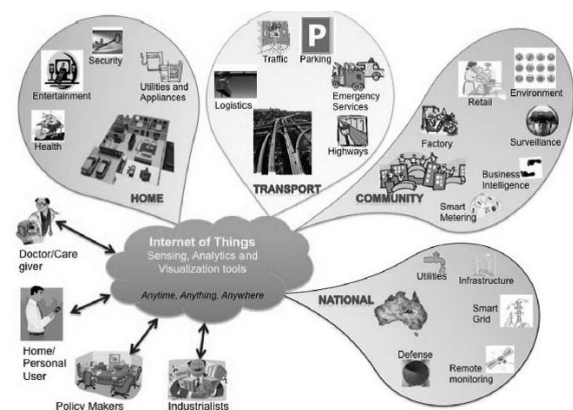 Security
Entertainment
Utilities and
Appliances
Health
HOME
Traffic
Parking
P
Logistics
Emergency
Services
Highways
TRANSPORT
Retail
Environment
Factory
Surveillance
Business
Intelligence
COMMUNITY
Smart
Metering
Internet of Things
Sensing, Analytics and
Visualization tools
Anytime, Anything, Anywhere
Doctor/Care
giver
Home/
Personal
User
Policy Makers
Industrialists
NATIONAL
Utilities
Infrastructure
Smart
Grid
Defense
Remote
monitoring